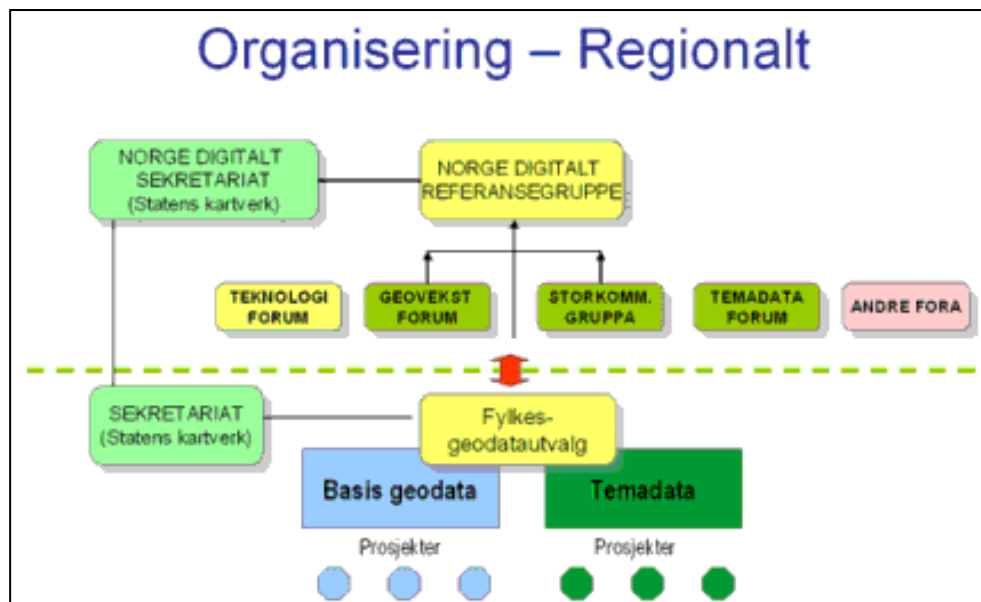 Organisering – Regionalt
NORGE DIGITALT
SEKRETARIAT
(Statens kartverk)
NORGE DIGITALT
REFERANSEGRUPPE
TEKNOLOGI
FORUM
GEOVEKST
FORUM
STORKOMM.
GRUPPA
TEMADATA
FORUM
ANDRE FORA
SEKRETARIAT
(Statens kartverk)
Fylkes-
geodatautvalg
Basis geodata
Temadata
Prosjekter
Prosjekter